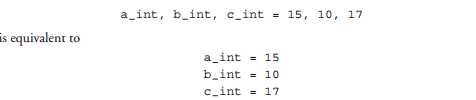 a_int, b_int, c_int = 15, 10, 17
is equivalent to
a_int = 15
b_int = 10
c_int = 17